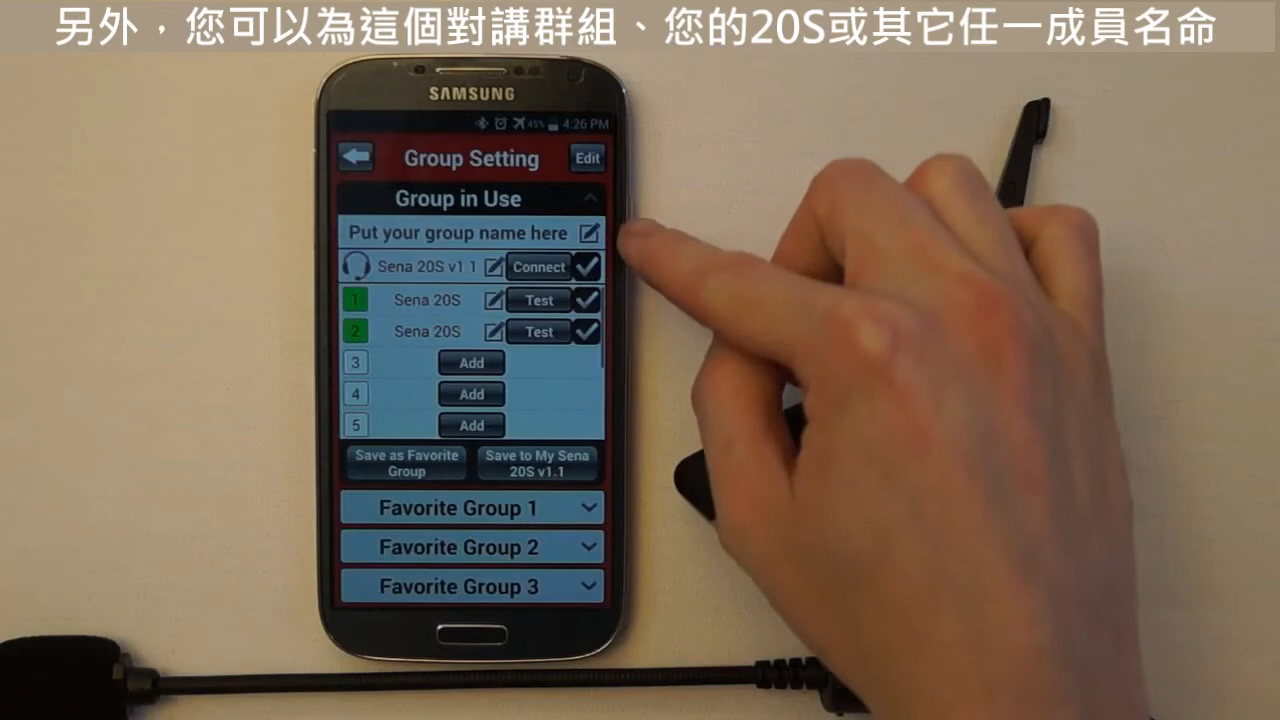 另外，您可以為這個對講群組、您的20S或其它任一成員名命
SAMSUNG
45% 4:26 PM
Group Setting Edit
Group in Use
Put your group name here
Sena 20S v1.1 Connect
1 Sena 20S Test
2 Sena 20S Test
3 Add
4 Add
5 Add
Save as Favorite Group
Save to My Sena 20S v1.1
Favorite Group 1
Favorite Group 2
Favorite Group 3